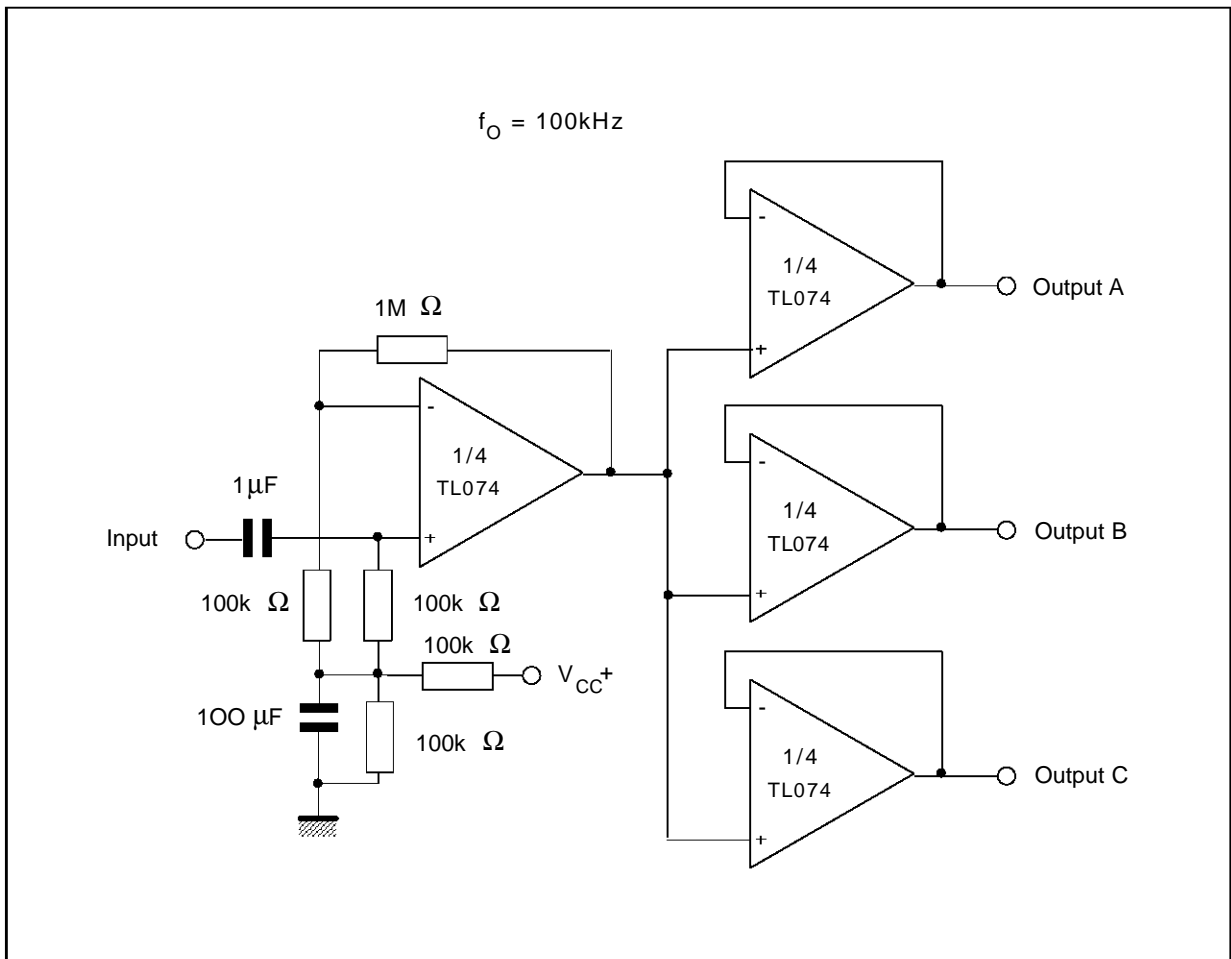 fO = 100kHz
-
1/4
TL074
+
Output A
1M Ω
-
1/4
TL074
+
1µF
Input
100k Ω
100k Ω
100k Ω
VCC+
1OO µF
100k Ω
-
1/4
TL074
+
Output B
-
1/4
TL074
+
Output C